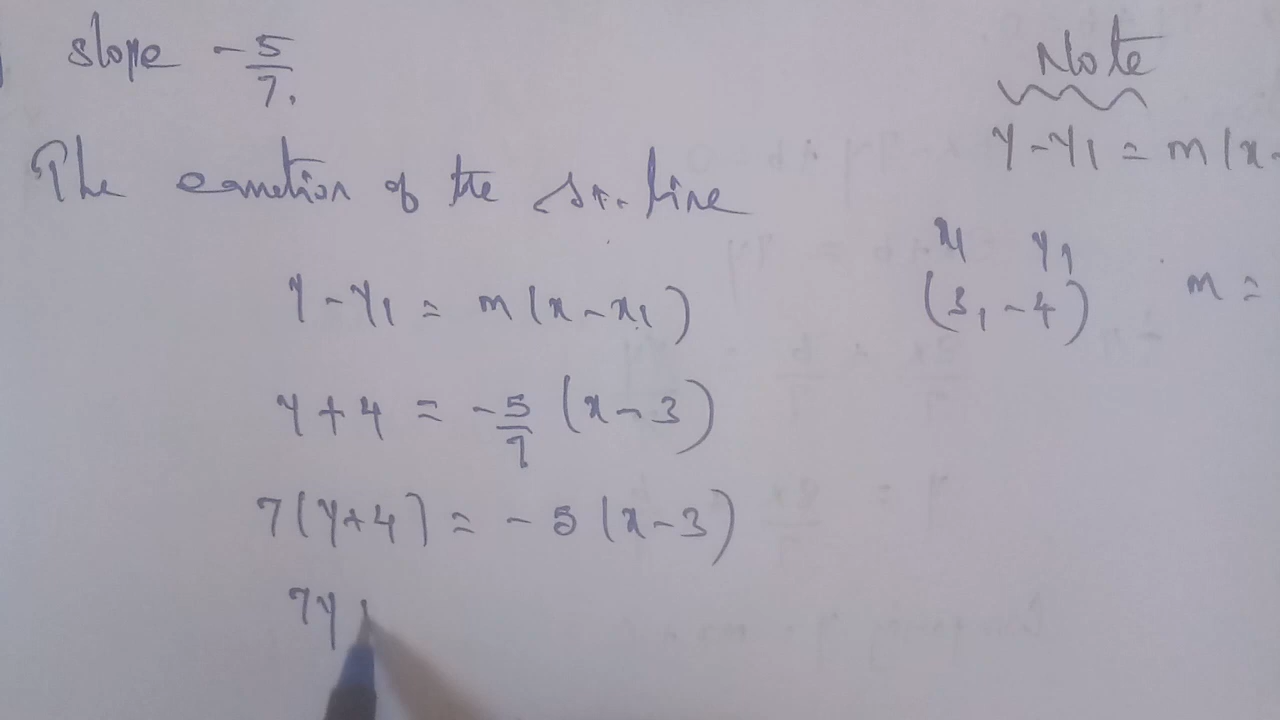 slope -5/7.
The equation of the St. line
y - y1 = m(x - x1)
y + 4 = -5/7 (x - 3)
7(y+4) = -5(x-3)
7y
Note
y - y1 = m(x-
x1 y1
(3, -4) m =